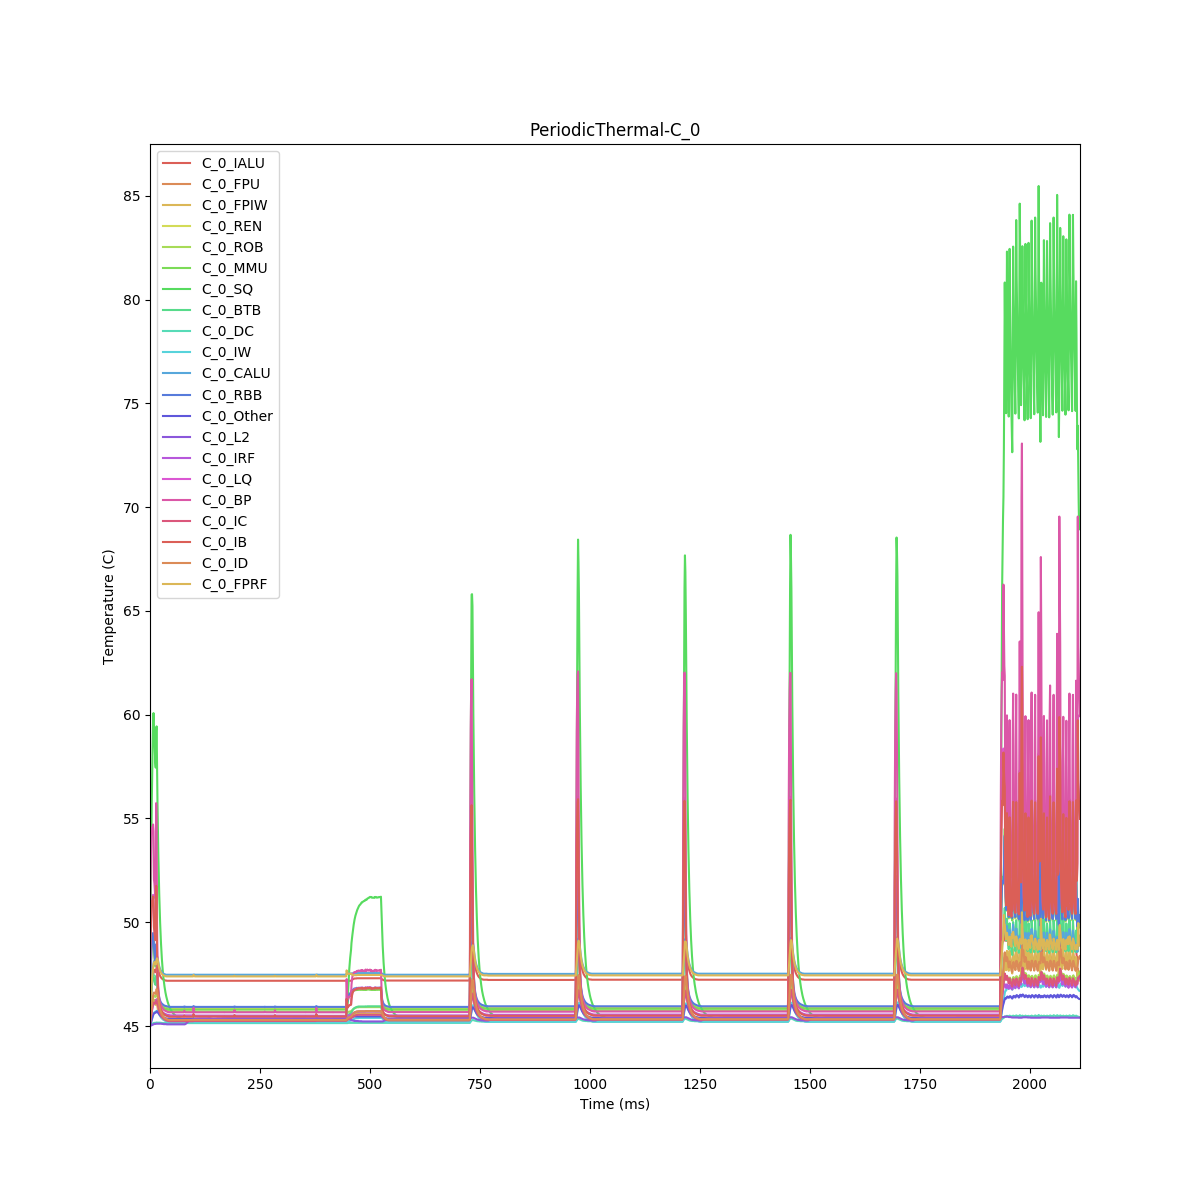 PeriodicThermal-C_0
C_0_IALU
C_0_FPU
C_0_FPIW
C_0_REN
C_0_ROB
C_0_MMU
C_0_SQ
C_0_BTB
C_0_DC
C_0_IW
C_0_CALU
C_0_RBB
C_0_Other
C_0_L2
C_0_IRF
C_0_LQ
C_0_BP
C_0_IC
C_0_IB
C_0_ID
C_0_FPRF
85
80
75
70
65
60
55
50
45
Temperature (C)
0 250 500 750 1000 1250 1500 1750 2000
Time (ms)